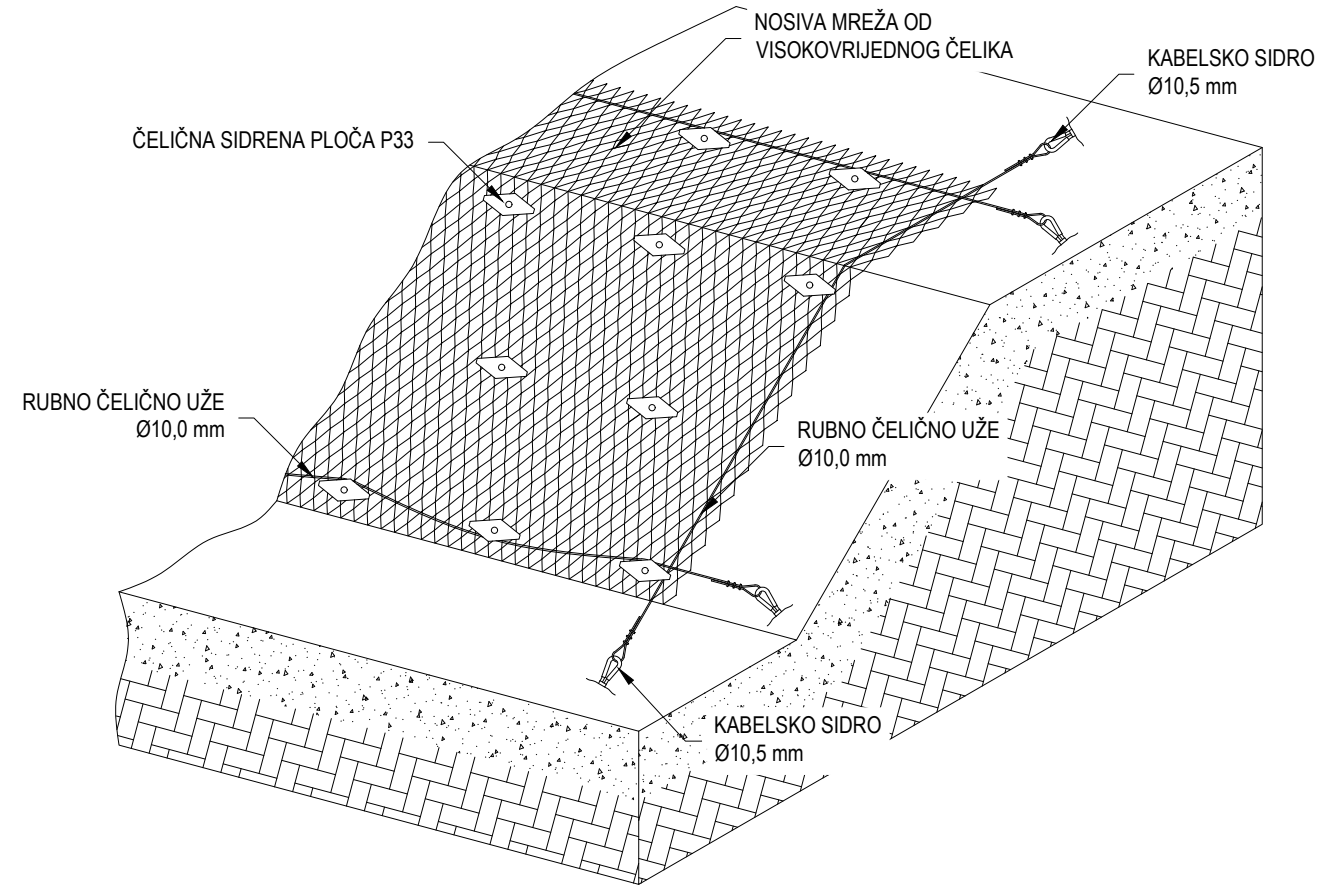 NOSIVA MREŽA OD
VISOKOVRIJEDNOG ČELIKA
KABELSKO SIDRO
Ø10,5 mm
ČELIČNA SIDRENA PLOČA P33
RUBNO ČELIČNO UŽE
Ø10,0 mm
RUBNO ČELIČNO UŽE
Ø10,0 mm
KABELSKO SIDRO
Ø10,5 mm